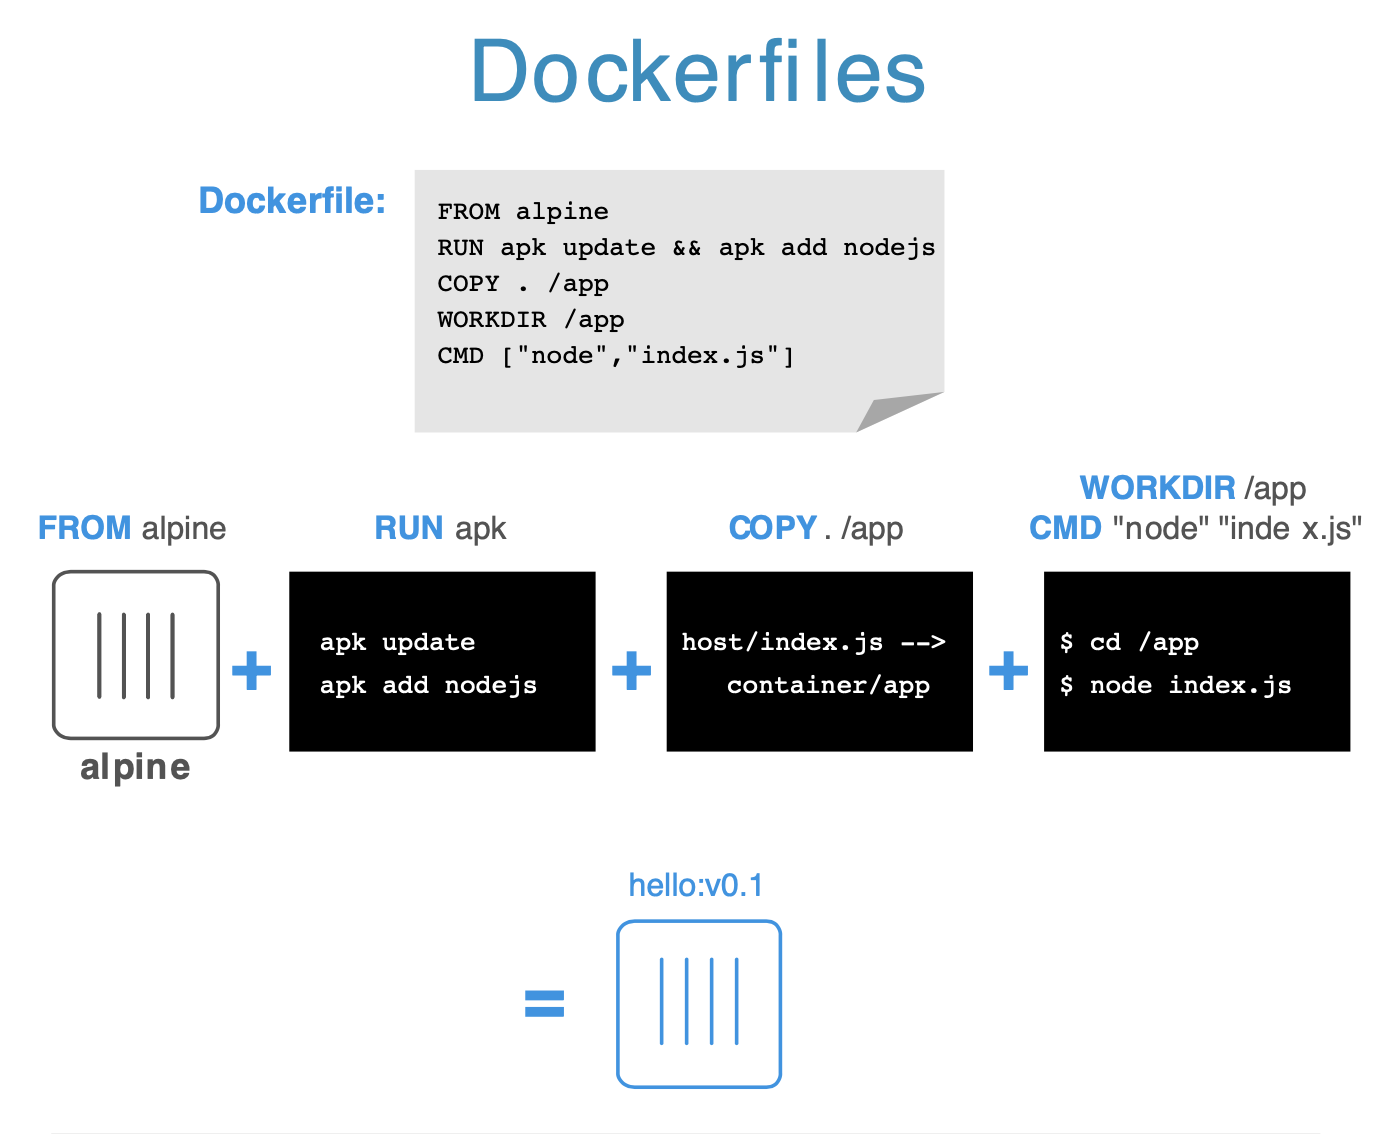 Dockerfiles
Dockerfile:
FROM alpine
RUN apk update && apk add nodejs
COPY . /app
WORKDIR /app
CMD ["node","index.js"]
FROM alpine
alpine
RUN apk
apk update
apk add nodejs
COPY . /app
host/index.js -->
container/app
WORKDIR /app
CMD "node" "inde x.js"
$ cd /app
$ node index.js
=
hello:v0.1